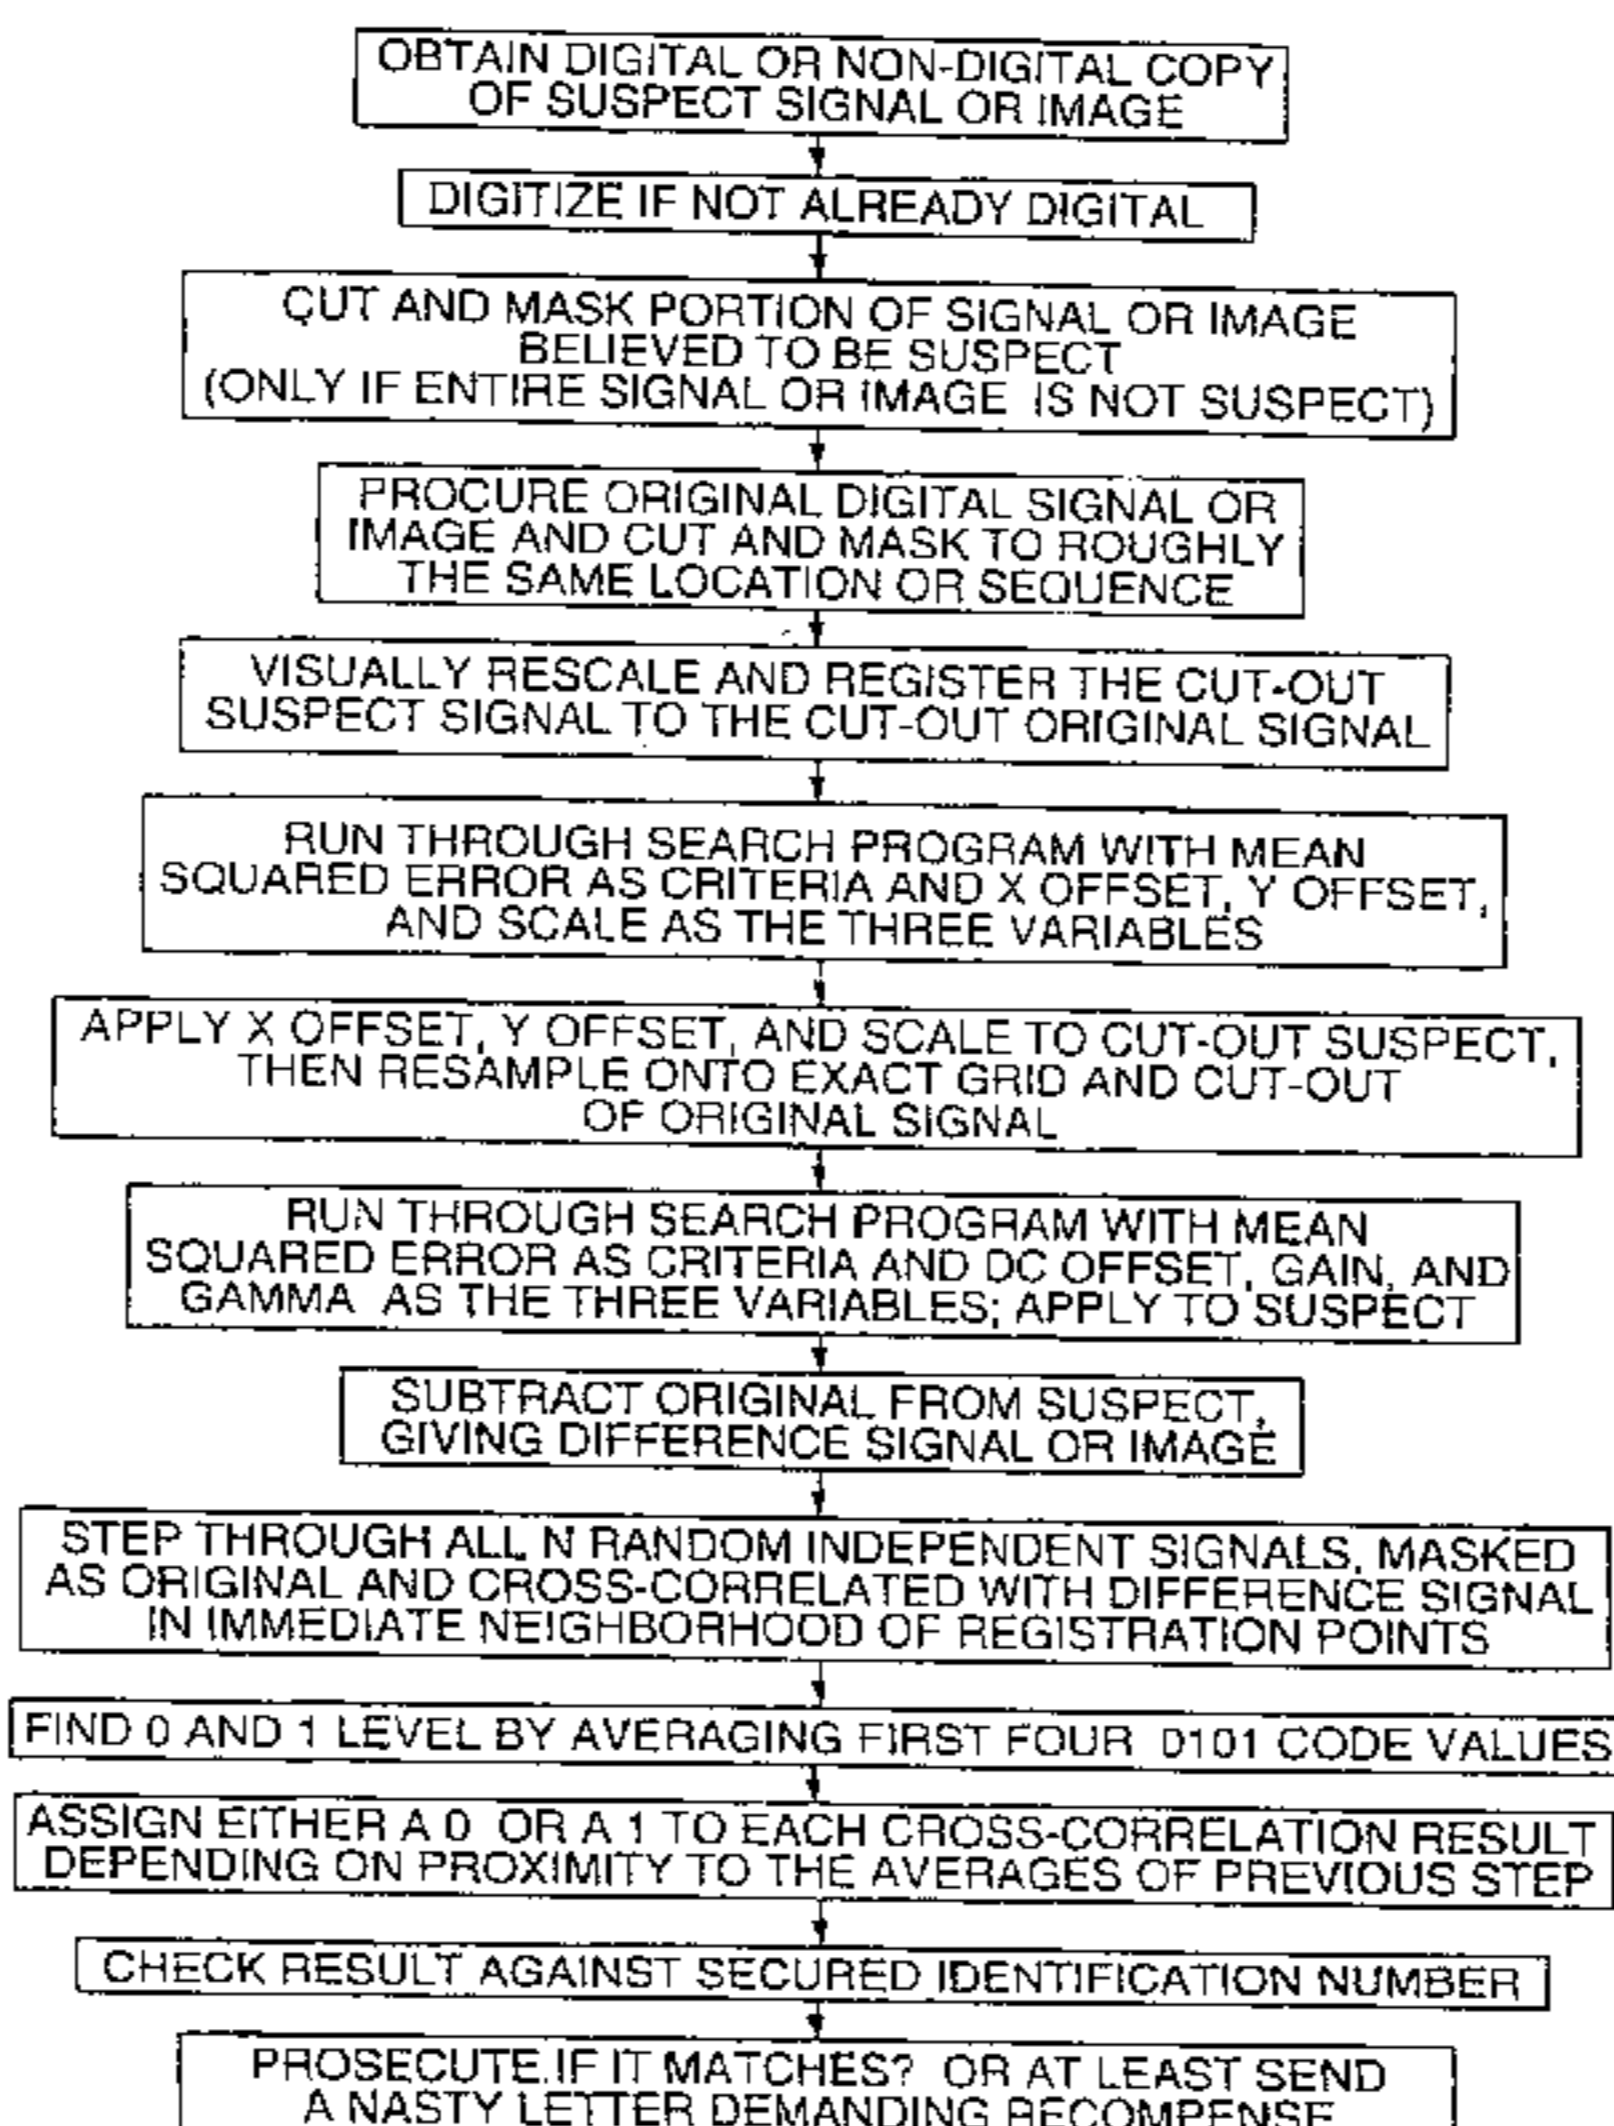 OBTAIN DIGITAL OR NON-DIGITAL COPY
OF SUSPECT SIGNAL OR IMAGE
DIGITIZE IF NOT ALREADY DIGITAL
CUT AND MASK PORTION OF SIGNAL OR IMAGE
BELIEVED TO BE SUSPECT
(ONLY IF ENTIRE SIGNAL OR IMAGE IS NOT SUSPECT)
PROCURE ORIGINAL DIGITAL SIGNAL OR
IMAGE AND CUT AND MASK TO ROUGHLY
THE SAME LOCATION OR SEQUENCE
VISUALLY RESCALE AND REGISTER THE CUT-OUT
SUSPECT SIGNAL TO THE CUT-OUT ORIGINAL SIGNAL
RUN THROUGH SEARCH PROGRAM WITH MEAN
SQUARED ERROR AS CRITERIA AND X OFFSET, Y OFFSET,
AND SCALE AS THE THREE VARIABLES
APPLY X OFFSET, Y OFFSET, AND SCALE TO CUT-OUT SUSPECT,
THEN RESAMPLE ONTO EXACT GRID AND CUT-OUT
OF ORIGINAL SIGNAL
RUN THROUGH SEARCH PROGRAM WITH MEAN
SQUARED ERROR AS CRITERIA AND DC OFFSET, GAIN, AND
GAMMA AS THE THREE VARIABLES; APPLY TO SUSPECT
SUBTRACT ORIGINAL FROM SUSPECT,
GIVING DIFFERENCE SIGNAL OR IMAGE
STEP THROUGH ALL N RANDOM INDEPENDENT SIGNALS, MASKED
AS ORIGINAL AND CROSS-CORRELATED WITH DIFFERENCE SIGNAL
IN IMMEDIATE NEIGHBORHOOD OF REGISTRATION POINTS
FIND 0 AND 1 LEVEL BY AVERAGING FIRST FOUR 0101 CODE VALUES
ASSIGN EITHER A 0 OR A 1 TO EACH CROSS-CORRELATION RESULT
DEPENDING ON PROXIMITY TO THE AVERAGES OF PREVIOUS STEP
CHECK RESULT AGAINST SECURED IDENTIFICATION NUMBER
PROSECUTE IF IT MATCHES? OR AT LEAST SEND
A NASTY LETTER DEMANDING RECOMPENSE